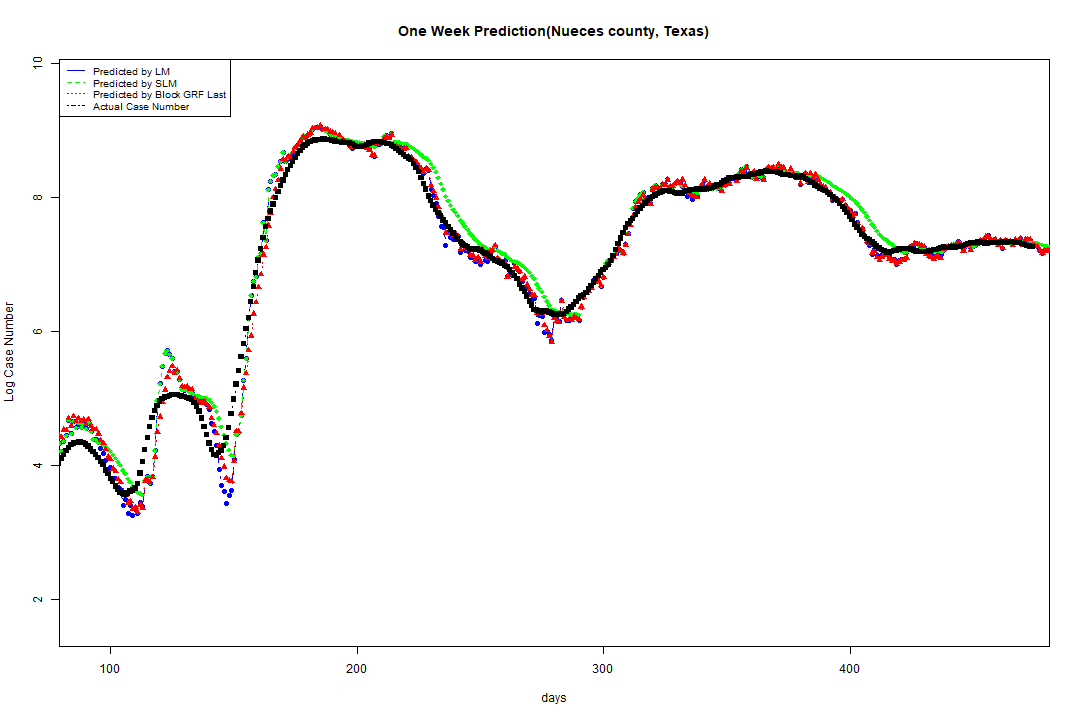 One Week Prediction(Nueces county, Texas)
10
Predicted by LM
Predicted by SLM
Predicted by Block GRF Last
Actual Case Number
8
6
4
2
Log Case Number
100 200 300 400
days